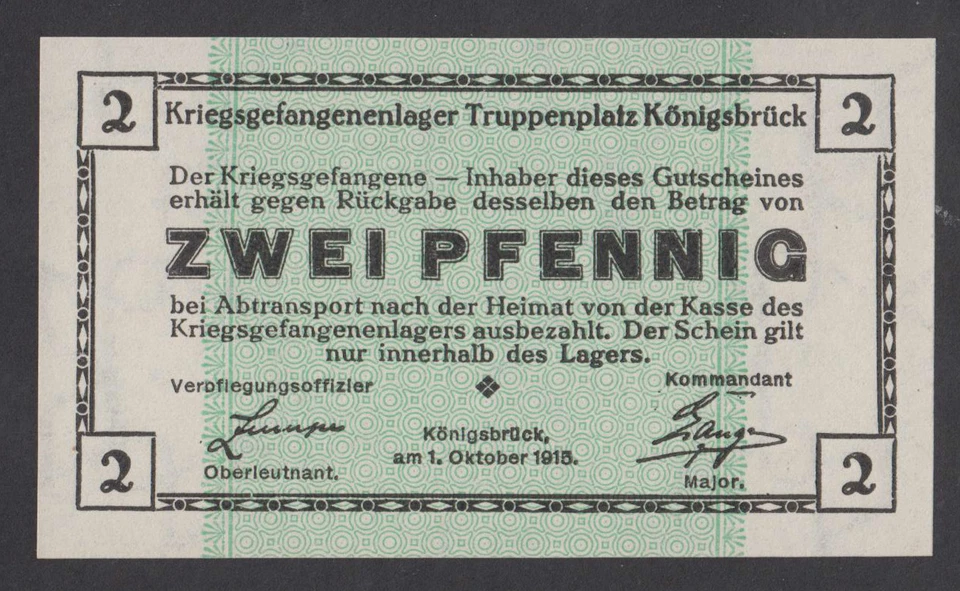 2 Kriegsgefangenenlager Truppenplatz Königsbrück 2
Der Kriegsgefangene — Inhaber dieses Gutscheines
erhält gegen Rückgabe desselben den Betrag von
ZWEI PFENNIG
bei Abtransport nach der Heimat von der Kasse des
Kriegsgefangenenlagers ausbezahlt. Der Schein gilt
nur innerhalb des Lagers.
Verpflegungsoffizier
Kommandant
Königsbrück,
am 1. Oktober 1915.
Oberleutnant.
Major.
2 2